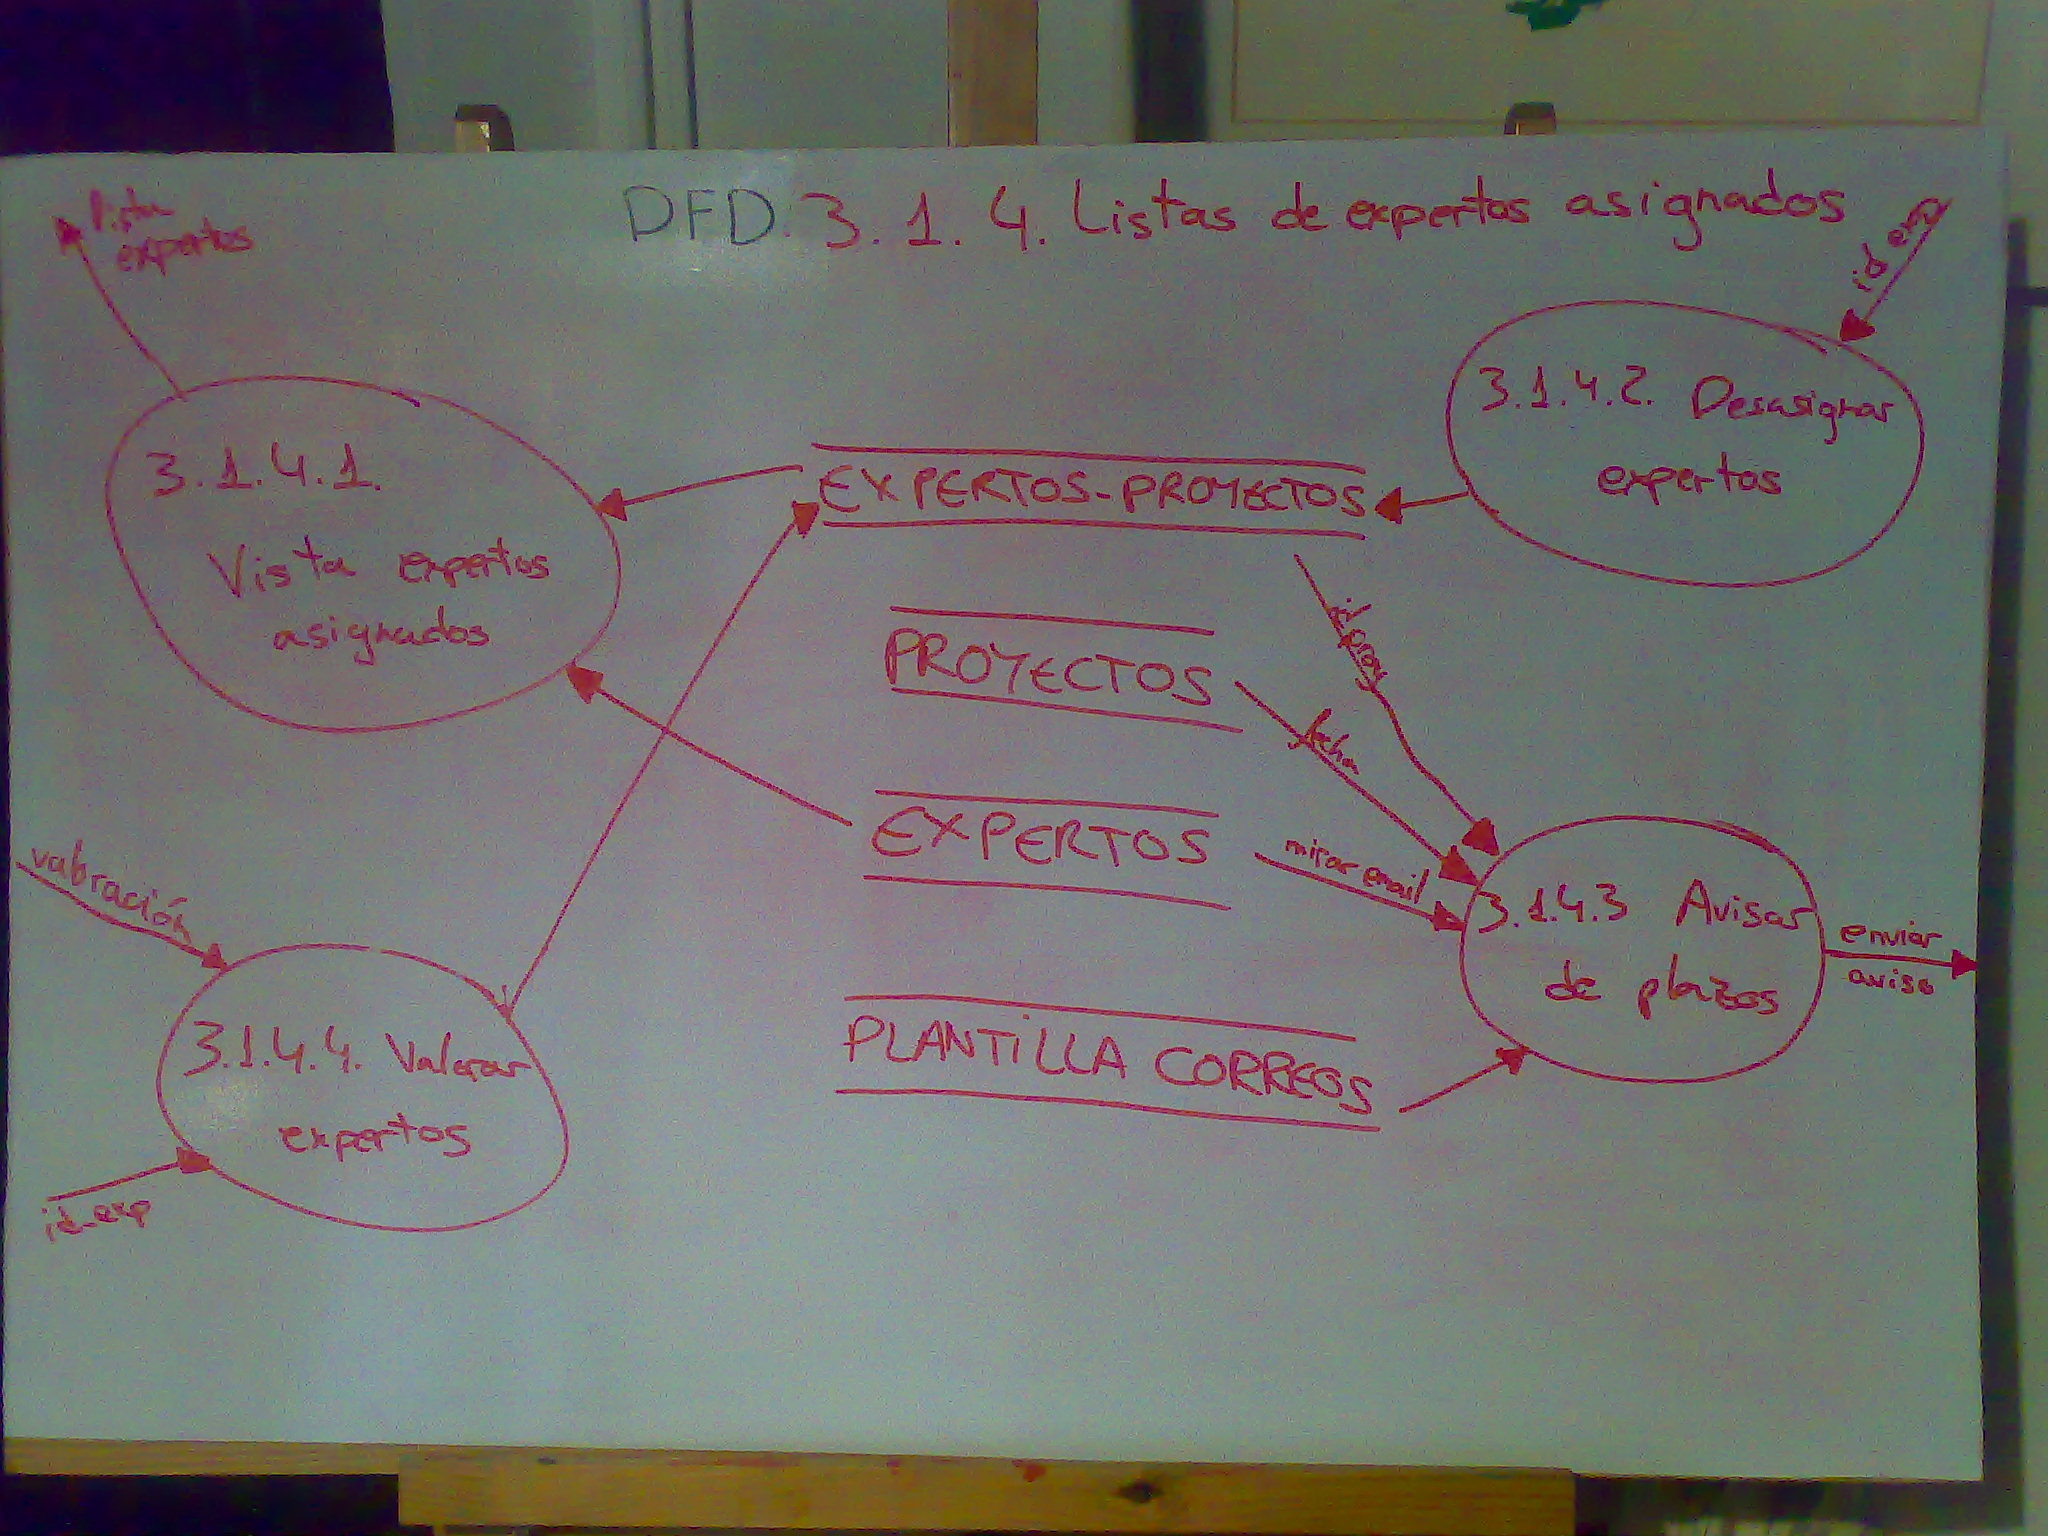 DFD. 3.1.4. Listas de expertos asignados
lista
expertos
id exp
3.1.4.2. Desasignar
expertos
3.1.4.1.
Vista expertos
asignados
EXPERTOS-PROYECTOS
id proy
PROYECTOS
fecha
EXPERTOS
mirar email
3.1.4.3 Avisar
de plazos
enviar
aviso
valoración
3.1.4.4. Valorar
expertos
id_exp
PLANTILLA CORREOS